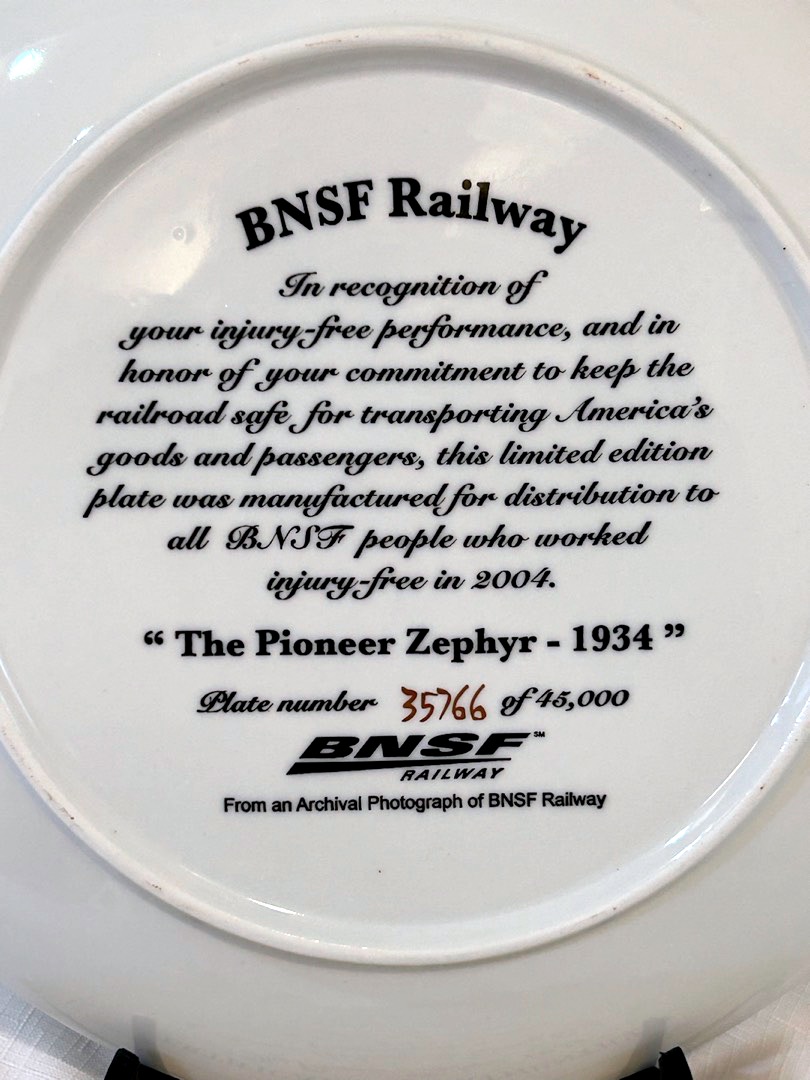 BNSF Railway
In recognition of
your injury-free performance, and in
honor of your commitment to keep the
railroad safe for transporting America's
goods and passengers, this limited edition
plate was manufactured for distribution to
all BNSF people who worked
injury-free in 2004.
“ The Pioneer Zephyr - 1934 ”
Plate number 35766 of 45,000
BNSF℠
RAILWAY
From an Archival Photograph of BNSF Railway